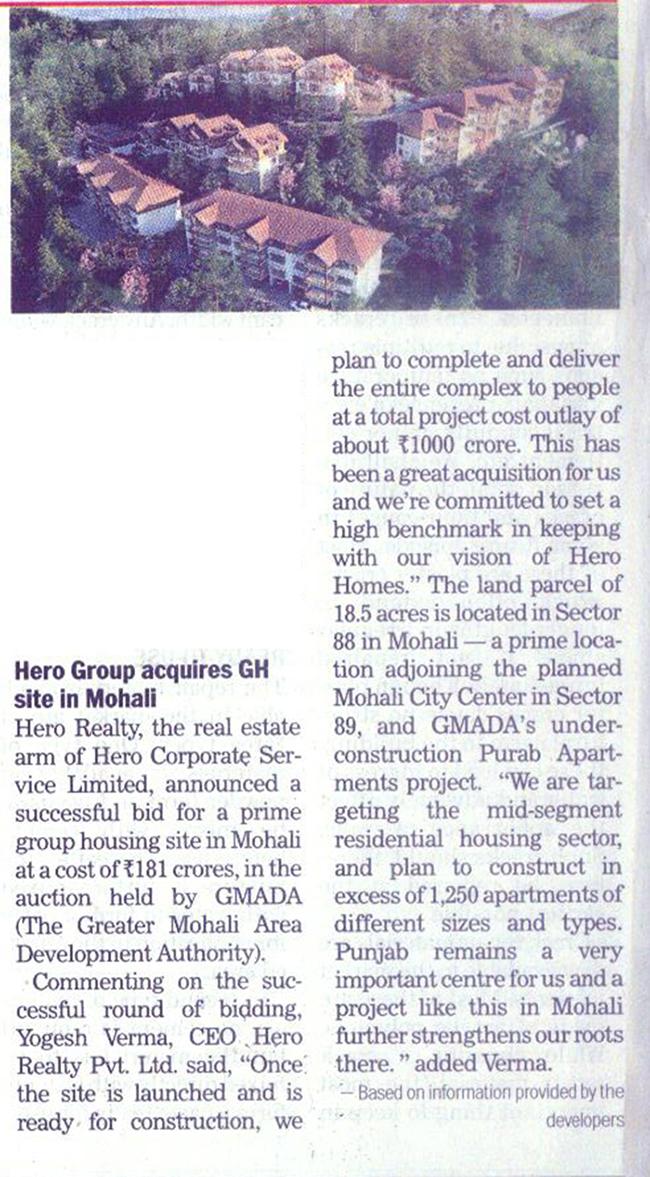 Hero Group acquires GH
site in Mohali
Hero Realty, the real estate
arm of Hero Corporate Ser-
vice Limited, announced a
successful bid for a prime
group housing site in Mohali
at a cost of ₹181 crores, in the
auction held by GMADA
(The Greater Mohali Area
Development Authority).
Commenting on the suc-
cessful round of bidding,
Yogesh Verma, CEO Hero
Realty Pvt. Ltd. said, “Once
the site is launched and is
ready for construction, we
plan to complete and deliver
the entire complex to people
at a total project cost outlay of
about ₹1000 crore. This has
been a great acquisition for us
and we're committed to set a
high benchmark in keeping
with our vision of Hero
Homes.” The land parcel of
18.5 acres is located in Sector
88 in Mohali — a prime loca-
tion adjoining the planned
Mohali City Center in Sector
89, and GMADA's under-
construction Purab Apart-
ments project. “We are tar-
geting the mid-segment
residential housing sector,
and plan to construct in
excess of 1,250 apartments of
different sizes and types.
Punjab remains a very
important centre for us and a
project like this in Mohali
further strengthens our roots
there. ” added Verma.
— Based on information provided by the
developers